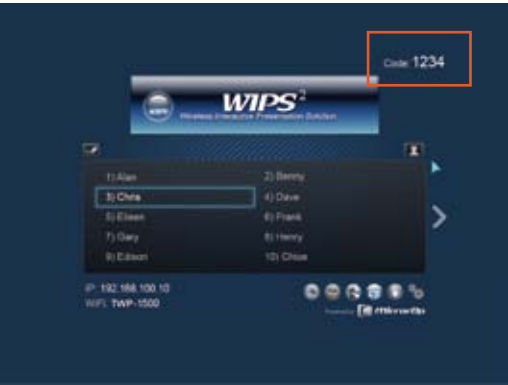 Code: 1234
WIPS²
Wireless Interactive Presentation Solution
1) Alan
2) Benny
3) Chris
4) Dave
5) Eileen
6) Frank
7) Gary
8) Henry
9) Edison
10) Chloe
IP: 192.168.100.10
WiFi: TWP-1500
Powered by